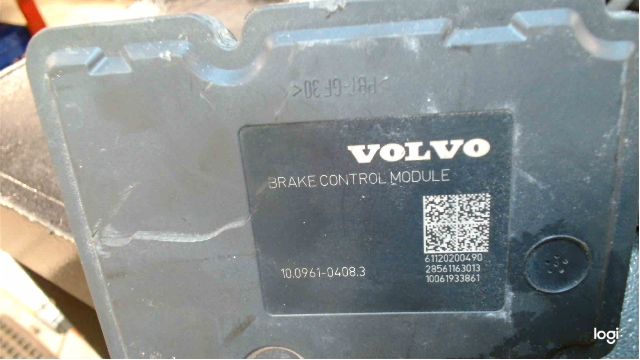 >PBT-GF30<
VOLVO
BRAKE CONTROL MODULE
61120200490
28561163013
10061933861
10.0961-0408.3
logi